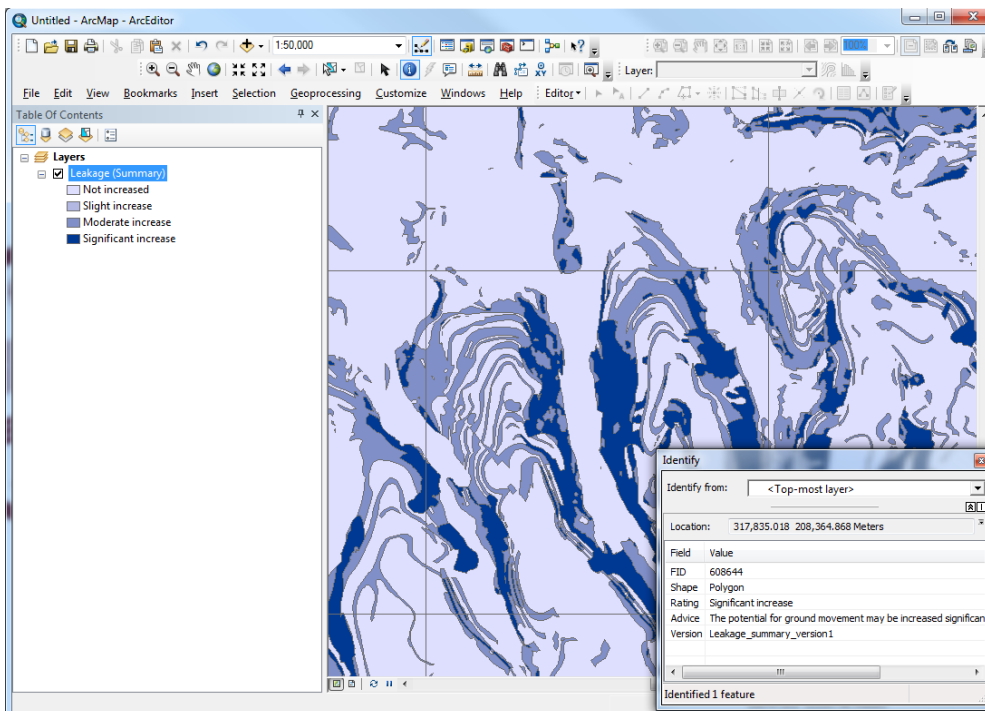 Untitled - ArcMap - ArcEditor
1:50,000
100%
Layer:
File Edit View Bookmarks Insert Selection Geoprocessing Customize Windows Help Editor
Table Of Contents
Layers
Leakage (Summary)
Not increased
Slight increase
Moderate increase
Significant increase
Identify
Identify from: <Top-most layer>
Location: 317,835.018 208,364.868 Meters
Field Value
FID 608644
Shape Polygon
Rating Significant increase
Advice The potential for ground movement may be increased significan
Version Leakage_summary_version1
Identified 1 feature